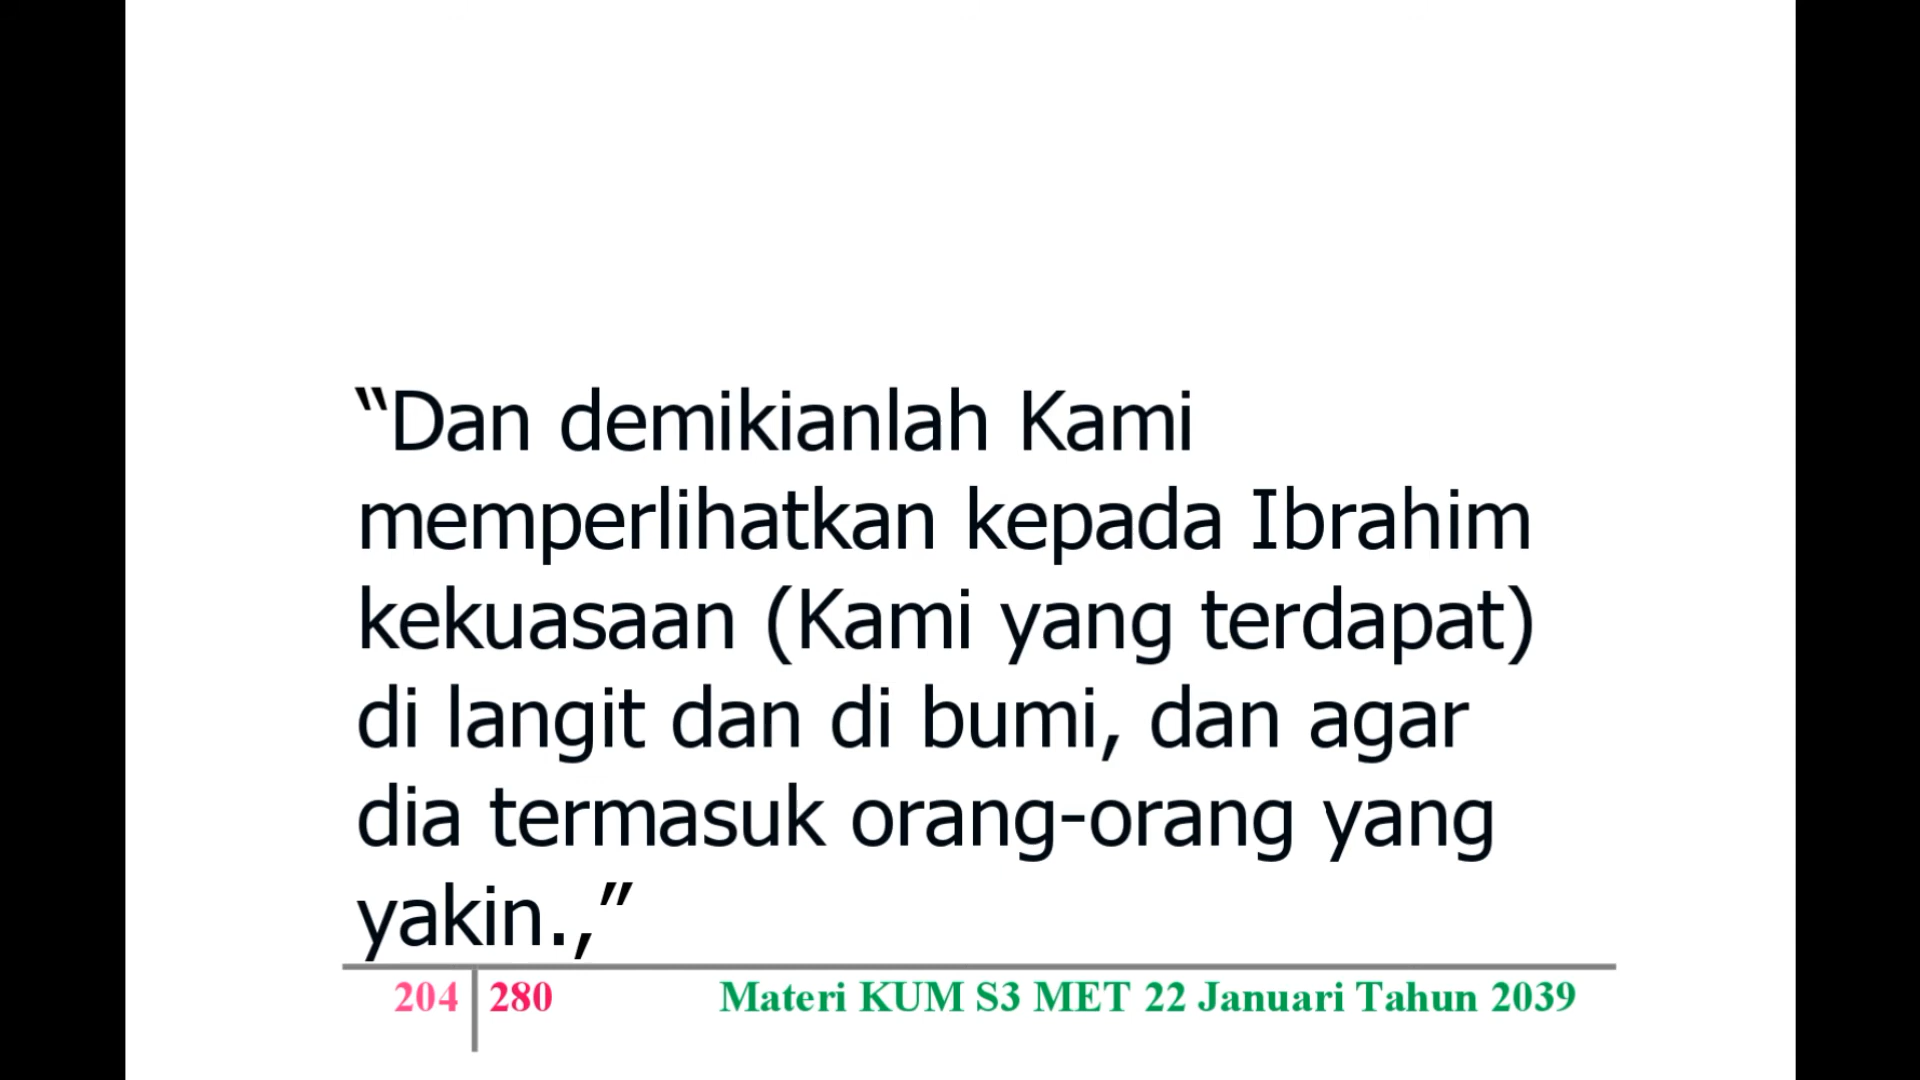 “Dan demikianlah Kami
memperlihatkan kepada Ibrahim
kekuasaan (Kami yang terdapat)
di langit dan di bumi, dan agar
dia termasuk orang-orang yang
yakin.,”
204 280 Materi KUM S3 MET 22 Januari Tahun 2039